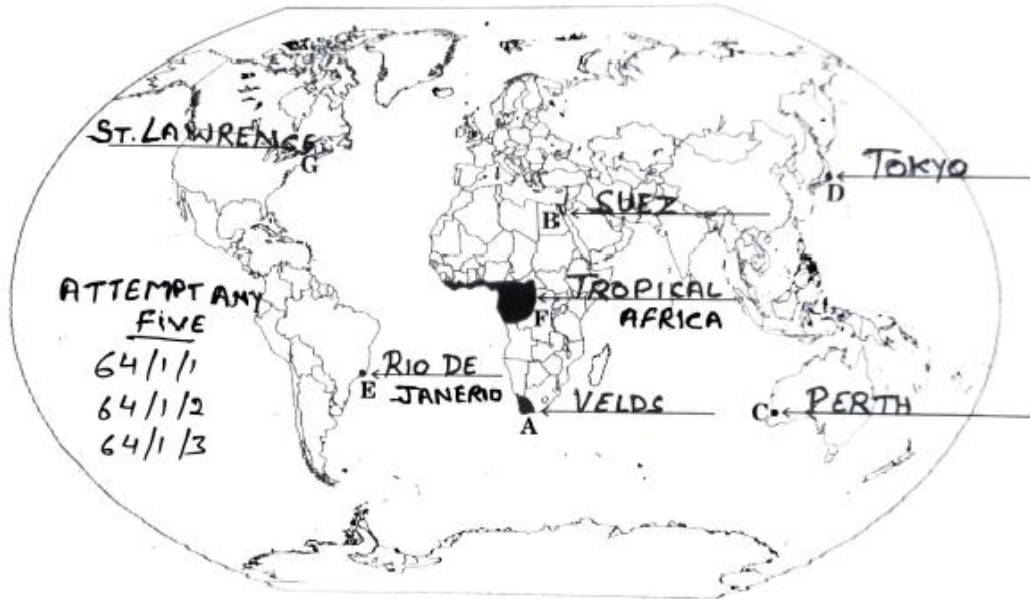 ST. LAWRENSE
G
TOKYO
D
B
SUEZ
ATTEMPT ANY
FIVE
64/1/1
64/1/2
64/1/3
TROPICAL
AFRICA
F
RIO DE
JANERIO
E
VELDS
A
C
PERTH